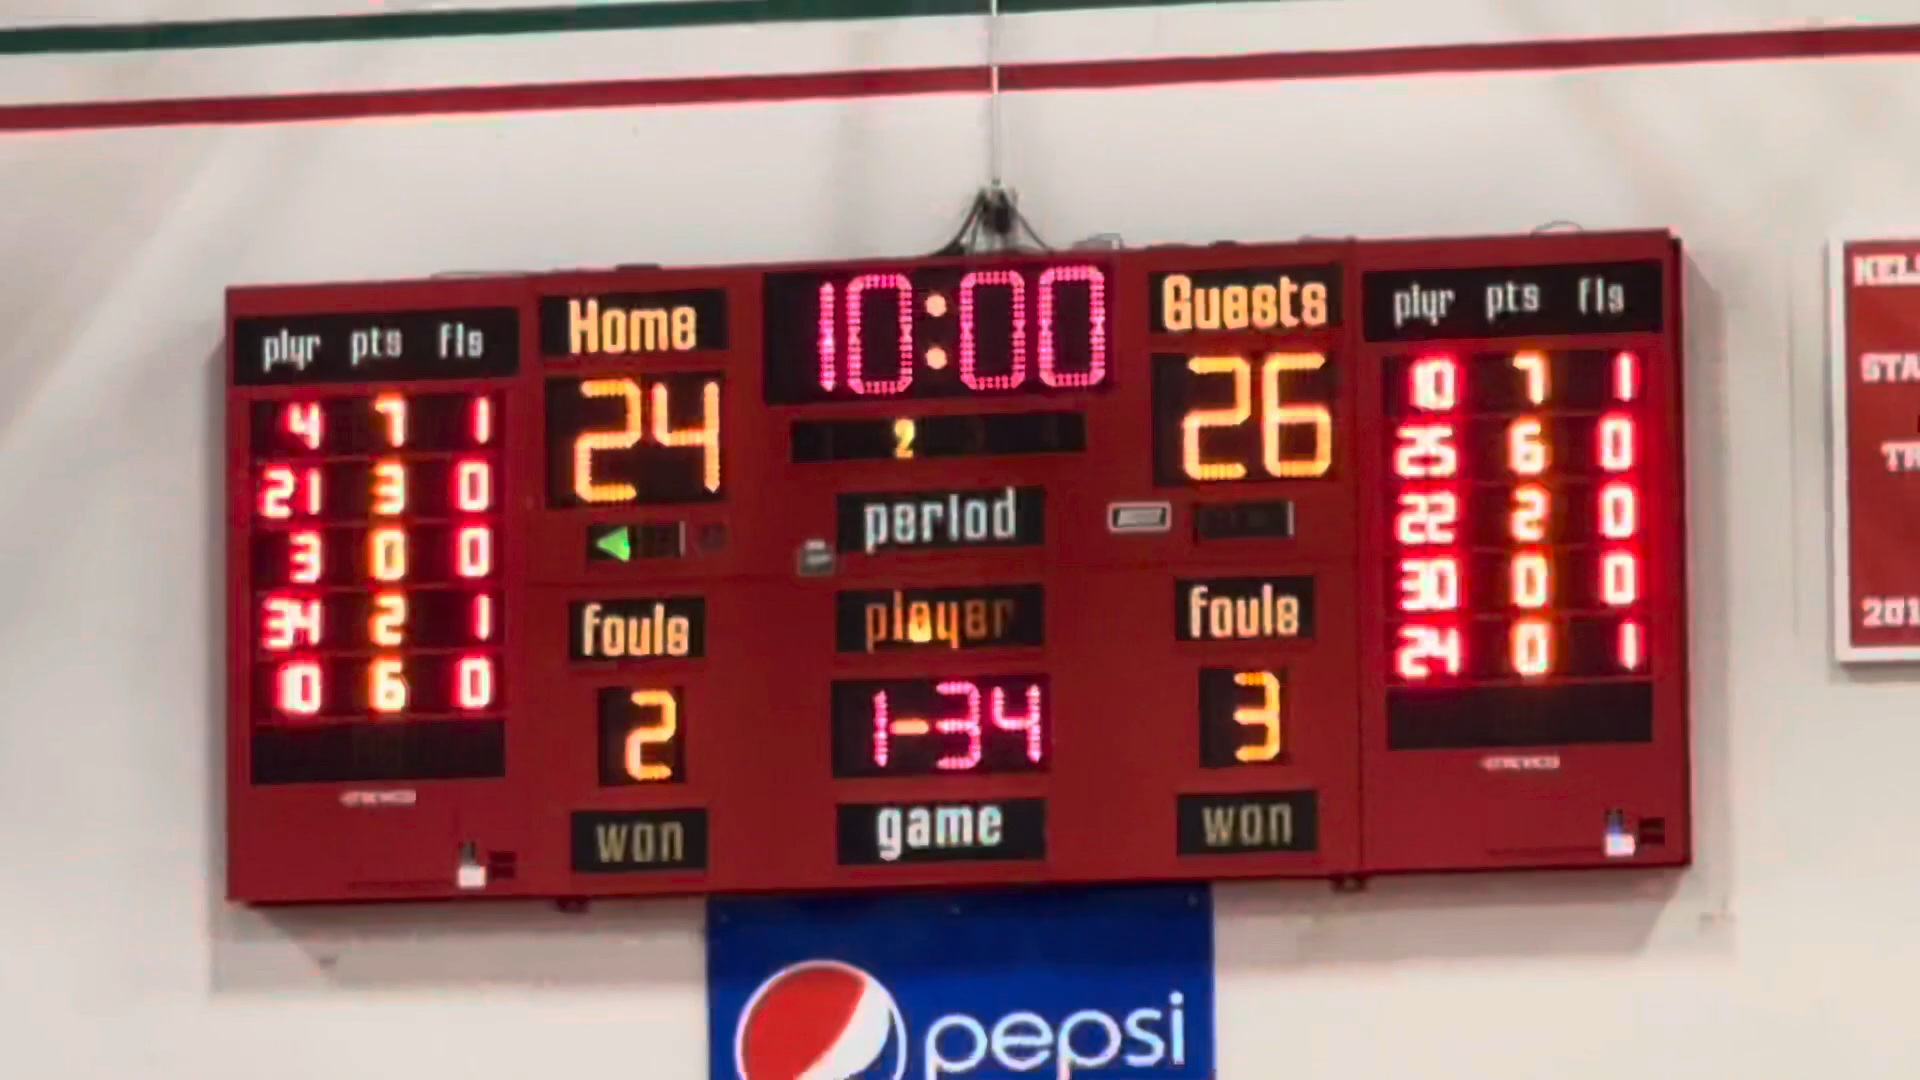 Home
10:00
Guests
plyr pts fls
plyr pts fls
24
26
2
4 7 1
21 3 0
3 0 0
34 2 1
10 6 0
10 7 1
25 6 0
22 2 0
30 0 0
24 0 1
period
fouls
player
fouls
2
1-34
3
won
game
won
pepsi
201